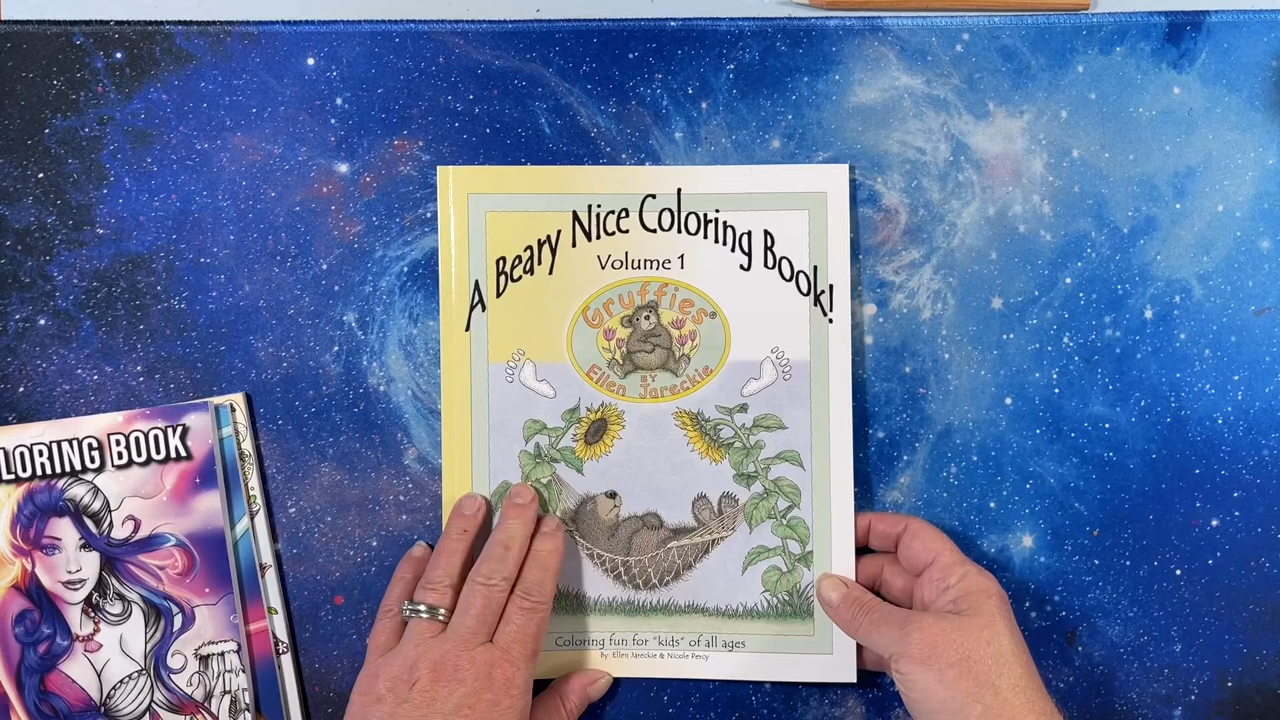 A Beary Nice Coloring Book!
Volume 1
Gruffies®
BY
Ellen Jareckie
Coloring fun for "kids" of all ages
By: Ellen Jareckie & Nicole Percy
LORING BOOK